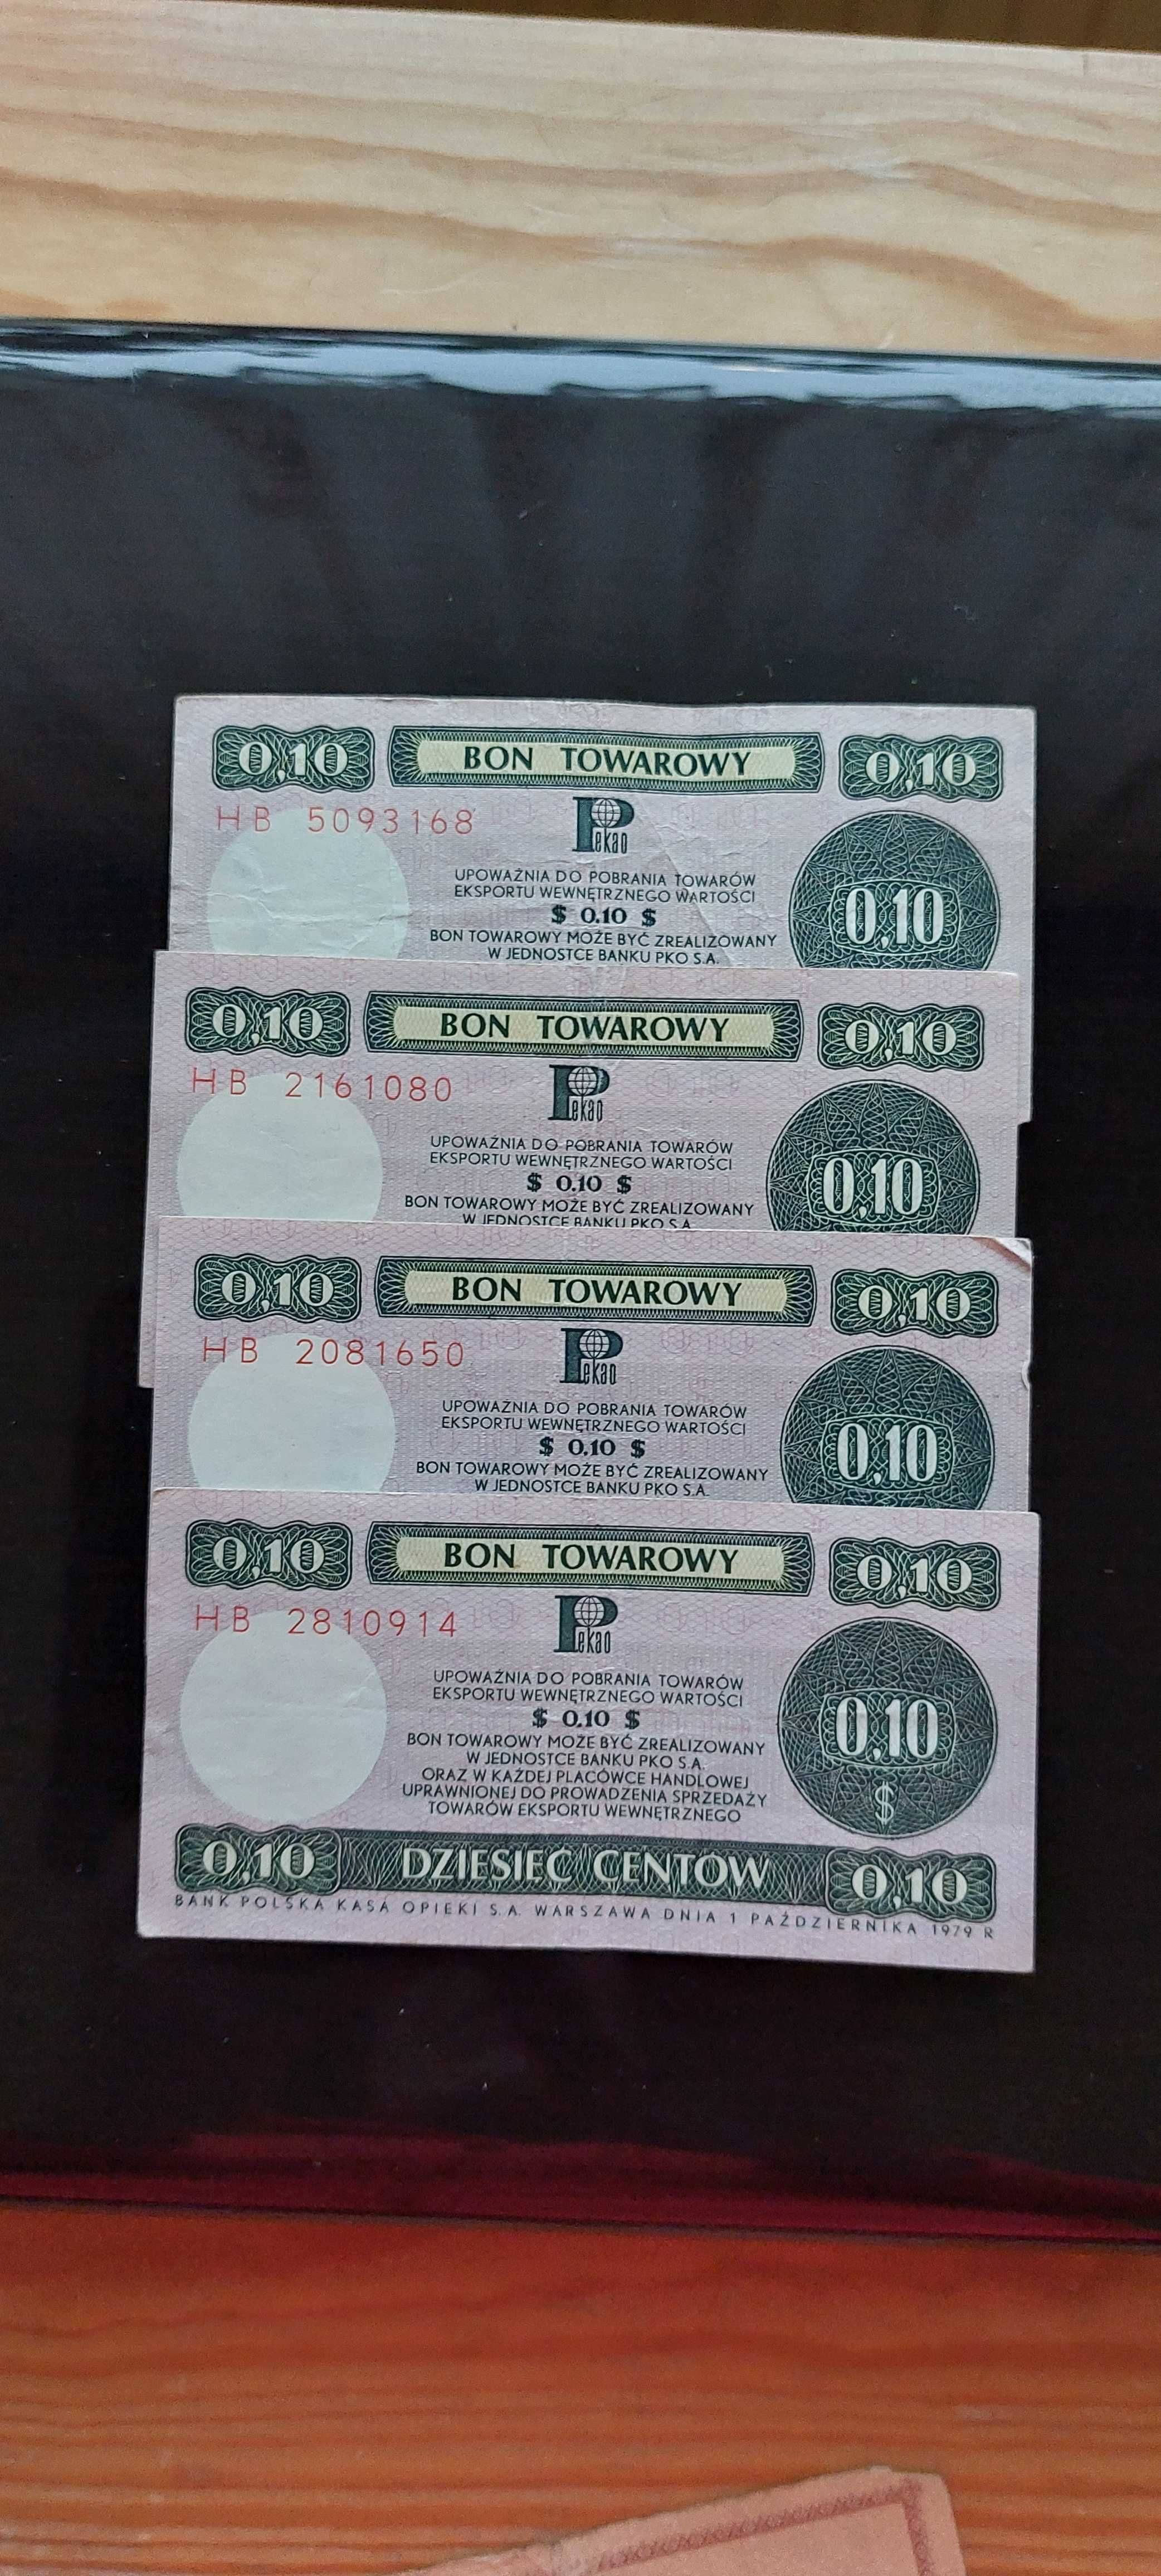 0,10 BON TOWAROWY 0,10
HB 5093168
Pekao
UPOWAŻNIA DO POBRANIA TOWARÓW
EKSPORTU WEWNĘTRZNEGO WARTOŚCI
$ 0.10 $
0,10
BON TOWAROWY MOŻE BYĆ ZREALIZOWANY
W JEDNOSTCE BANKU PKO S.A.
0,10 BON TOWAROWY 0,10
HB 2161080
Pekao
UPOWAŻNIA DO POBRANIA TOWARÓW
EKSPORTU WEWNĘTRZNEGO WARTOŚCI
$ 0.10 $
0,10
BON TOWAROWY MOŻE BYĆ ZREALIZOWANY
W JEDNOSTCE BANKU PKO S.A.
0,10 BON TOWAROWY 0,10
HB 2081650
Pekao
UPOWAŻNIA DO POBRANIA TOWARÓW
EKSPORTU WEWNĘTRZNEGO WARTOŚCI
$ 0.10 $
0,10
BON TOWAROWY MOŻE BYĆ ZREALIZOWANY
W JEDNOSTCE BANKU PKO S.A.
0,10 BON TOWAROWY 0,10
HB 2810914
Pekao
UPOWAŻNIA DO POBRANIA TOWARÓW
EKSPORTU WEWNĘTRZNEGO WARTOŚCI
$ 0.10 $
0,10
BON TOWAROWY MOŻE BYĆ ZREALIZOWANY
W JEDNOSTCE BANKU PKO S.A.
ORAZ W KAŻDEJ PLACÓWCE HANDLOWEJ
UPRAWNIONEJ DO PROWADZENIA SPRZEDAŻY
TOWARÓW EKSPORTU WEWNĘTRZNEGO
$
0,10 DZIESIĘĆ CENTÓW 0,10
BANK POLSKA KASA OPIEKI S.A. WARSZAWA DNIA 1 PAŹDZIERNIKA 1979 R